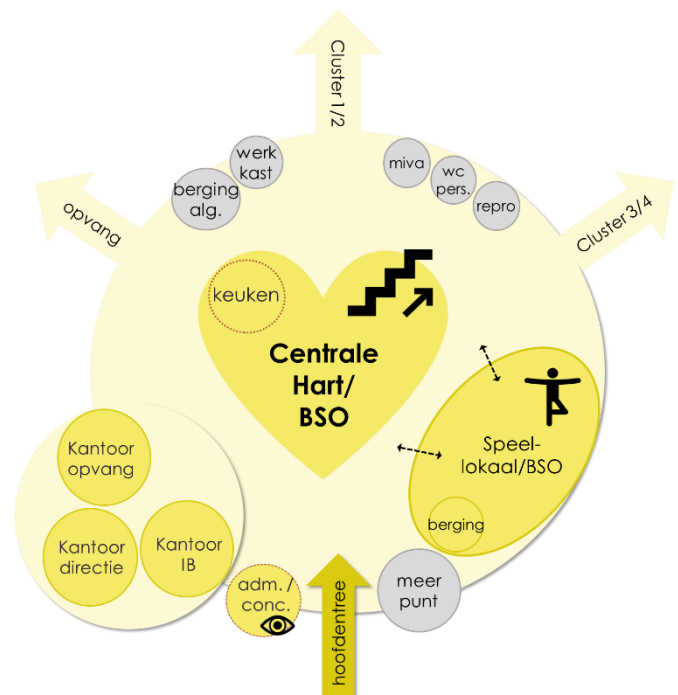 Cluster 1/2
werk
kast
berging
alg.
miva
wc
pers.
repro
opvang
Cluster 3/4
keuken
Centrale
Hart/
BSO
Speel-
lokaal/BSO
berging
Kantoor
opvang
Kantoor
directie
Kantoor
IB
adm./
conc.
hoofdentree
meer
punt